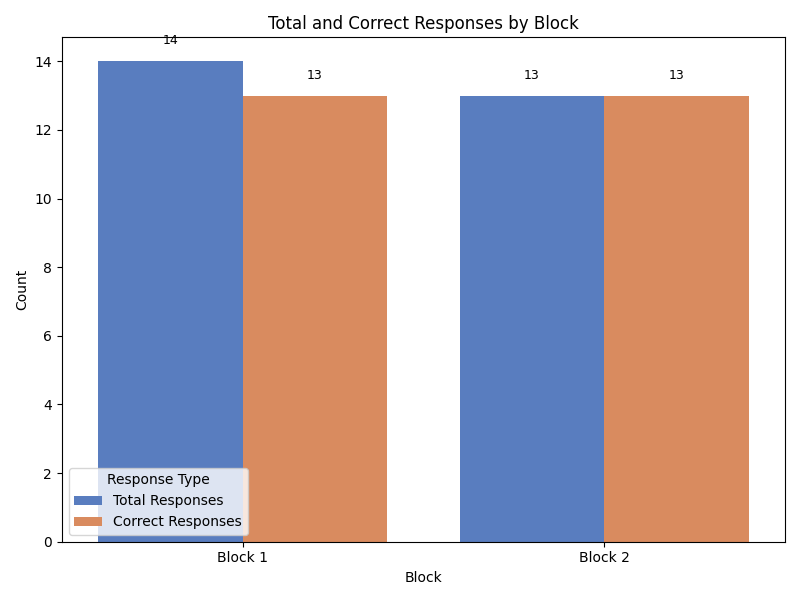 Total and Correct Responses by Block
14
13
13
13
14
12
10
8
6
4
2
0
Count
Response Type
Total Responses
Correct Responses
Block 1
Block 2
Block